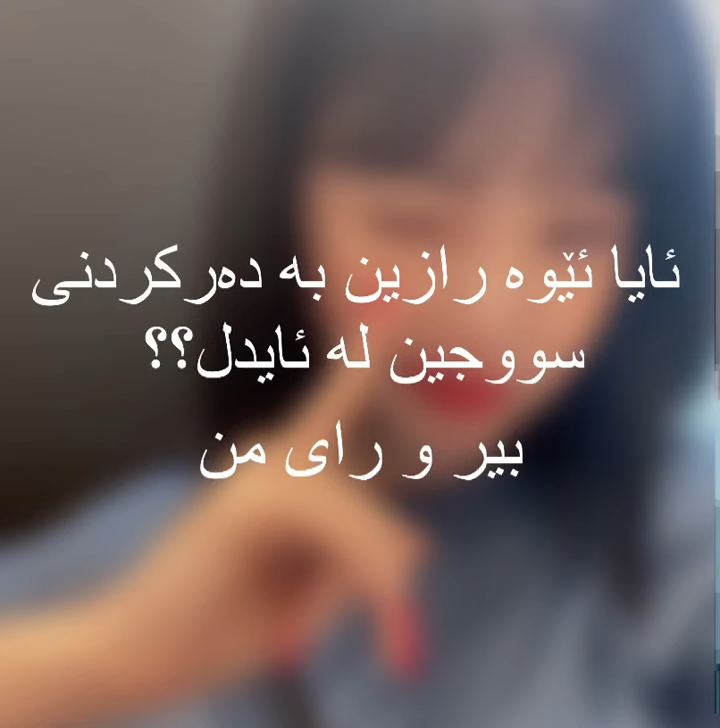 ئایا ئێوە رازین بە دەرکردنی
سووجین لە ئایدل؟؟
بیر و رای من